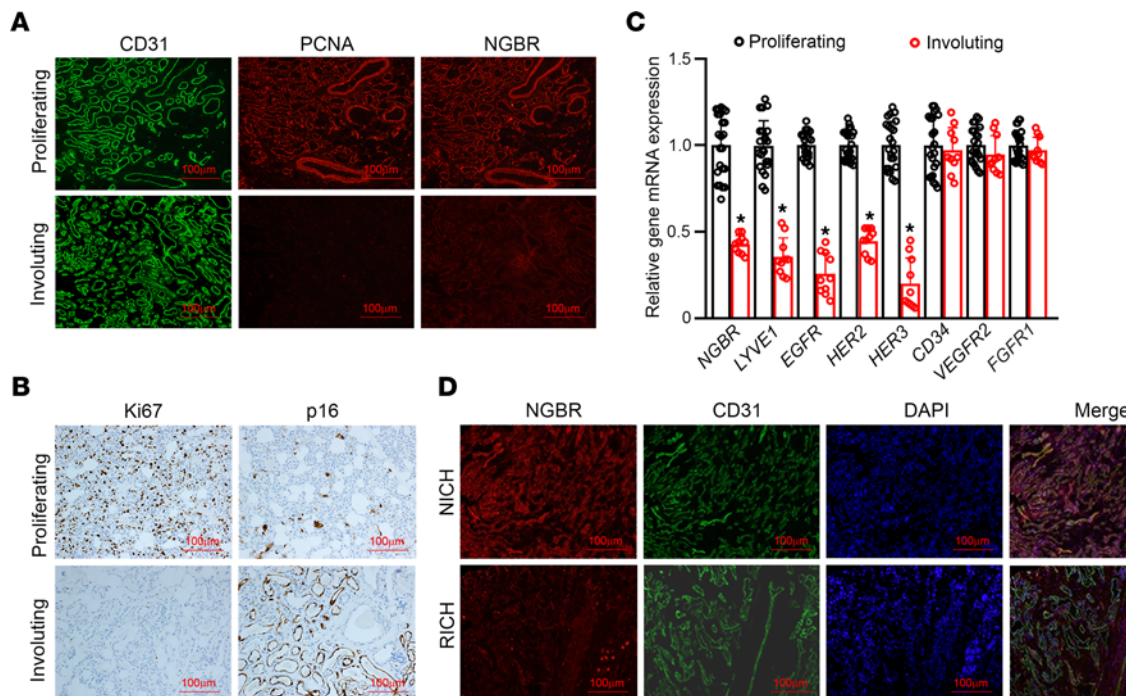 A
CD31 PCNA NGBR
Proliferating
100μm 100μm 100μm
Involuting
100μm 100μm 100μm
B
Ki67 p16
Proliferating
100μm 100μm
Involuting
100μm 100μm
C
Proliferating Involuting
Relative gene mRNA expression
1.5
1.0
0.5
0
* * * * *
NGBR LYVE1 EGFR HER2 HER3 CD34 VEGFR2 FGFR1
D
NGBR CD31 DAPI Merge
NICH
100μm 100μm 100μm 100μm
RICH
100μm 100μm 100μm 100μm